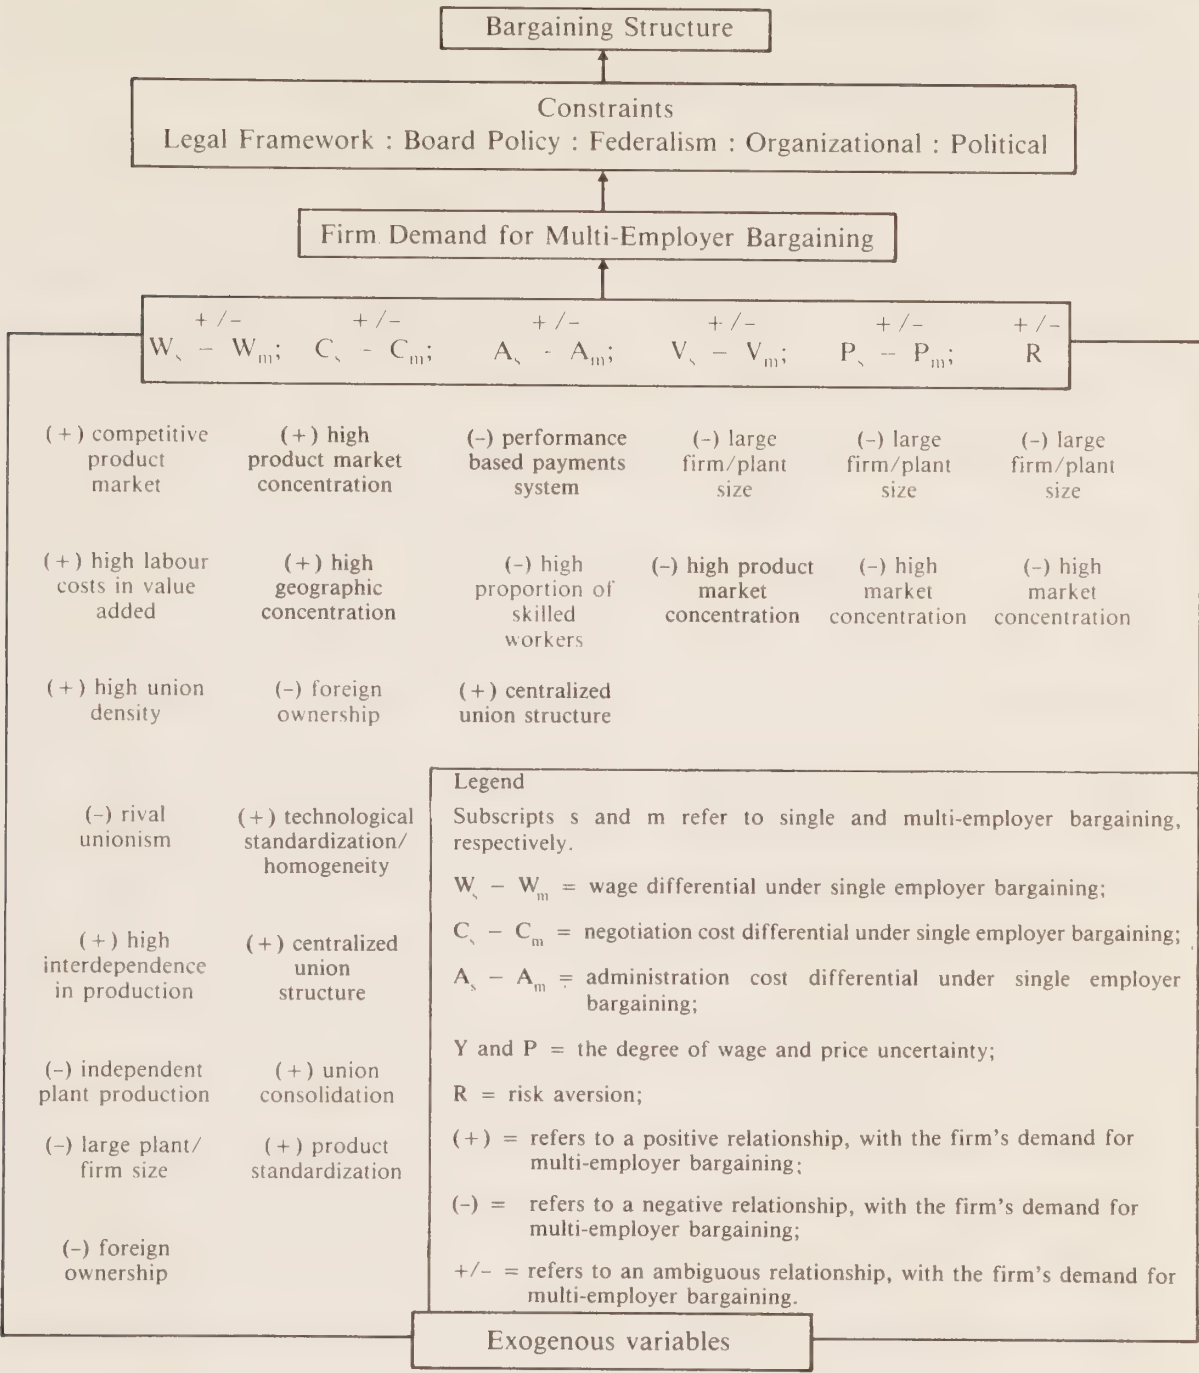 Bargaining Structure
Constraints
Legal Framework : Board Policy : Federalism : Organizational : Political
Firm Demand for Multi-Employer Bargaining
+/- +/- +/- +/- +/- +/-
Ws – Wm; Cs - Cm; As - Am; Vs – Vm; Ps – Pm; R
(+) competitive
product
market
(+) high
product market
concentration
(-) performance
based payments
system
(-) large
firm/plant
size
(-) large
firm/plant
size
(-) large
firm/plant
size
(+) high labour
costs in value
added
(+) high
geographic
concentration
(-) high
proportion of
skilled
workers
(-) high product
market
concentration
(-) high
market
concentration
(-) high
market
concentration
(+) high union
density
(-) foreign
ownership
(+) centralized
union structure
(-) rival
unionism
(+) technological
standardization/
homogeneity
(+) high
interdependence
in production
(+) centralized
union
structure
(-) independent
plant production
(+) union
consolidation
(-) large plant/
firm size
(+) product
standardization
(-) foreign
ownership
Legend
Subscripts s and m refer to single and multi-employer bargaining,
respectively.
Ws – Wm = wage differential under single employer bargaining;
Cs – Cm = negotiation cost differential under single employer bargaining;
As – Am = administration cost differential under single employer
bargaining;
Y and P = the degree of wage and price uncertainty;
R = risk aversion;
(+) = refers to a positive relationship, with the firm's demand for
multi-employer bargaining;
(-) = refers to a negative relationship, with the firm's demand for
multi-employer bargaining;
+/- = refers to an ambiguous relationship, with the firm's demand for
multi-employer bargaining.
Exogenous variables